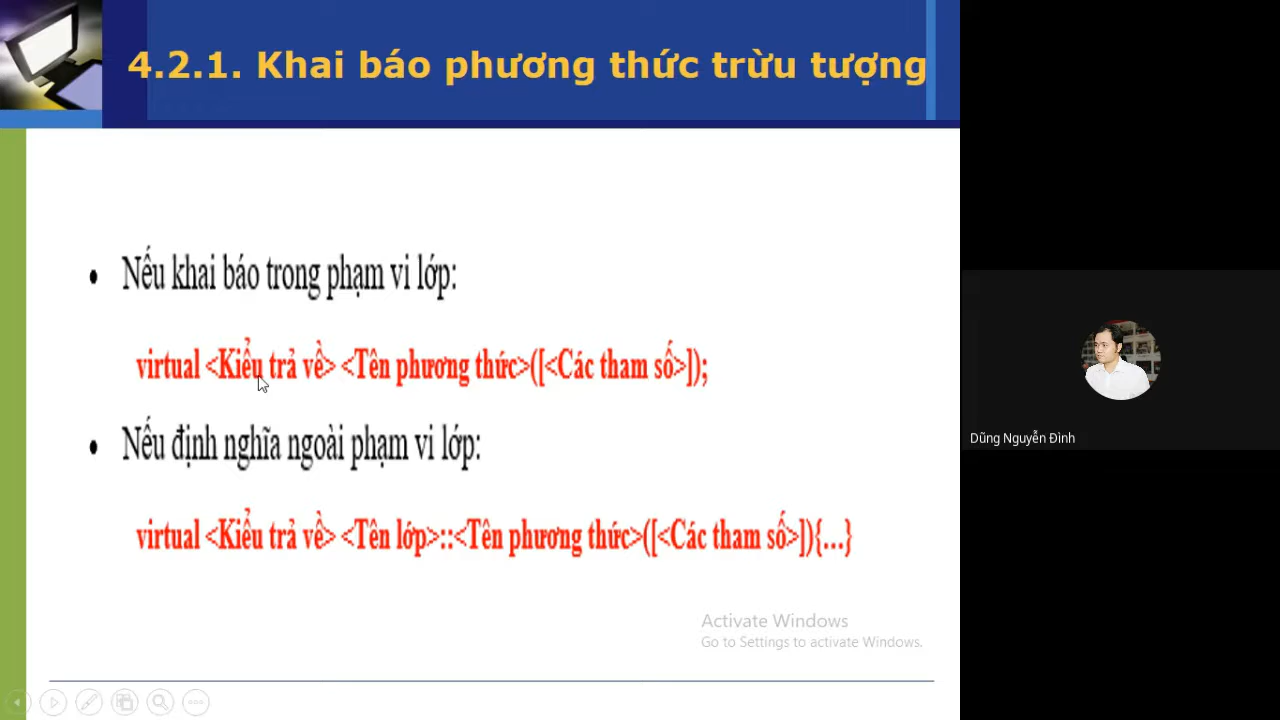 4.2.1. Khai báo phương thức trừu tượng
• Nếu khai báo trong phạm vi lớp:
virtual <Kiểu trả về> <Tên phương thức>([<Các tham số>]);
• Nếu định nghĩa ngoài phạm vi lớp:
virtual <Kiểu trả về> <Tên lớp>::<Tên phương thức>([<Các tham số>]){...}
Activate Windows
Go to Settings to activate Windows.
Dũng Nguyễn Đình